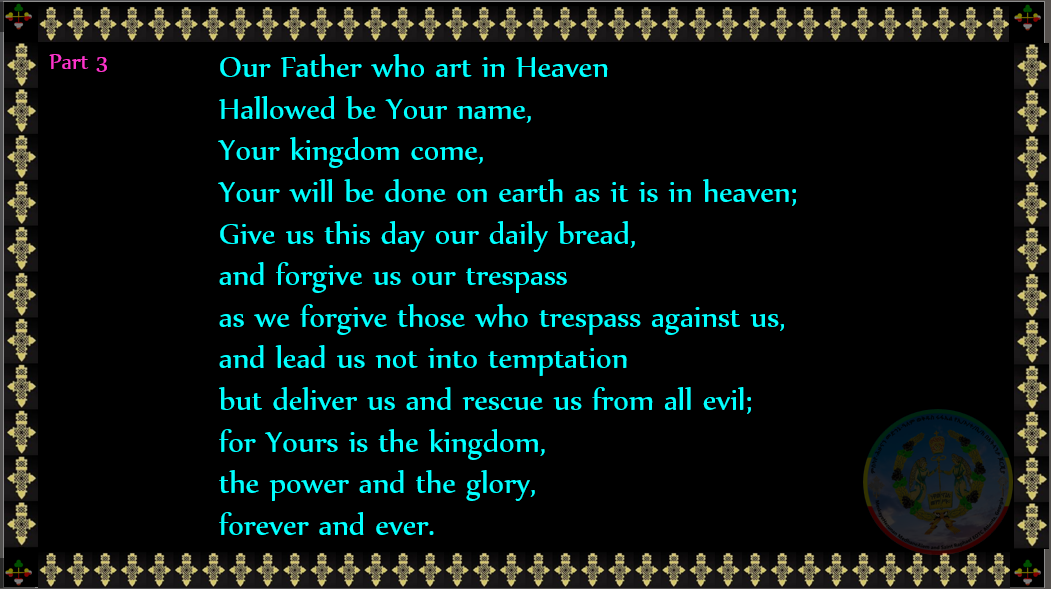 Part 3
Our Father who art in Heaven
Hallowed be Your name,
Your kingdom come,
Your will be done on earth as it is in heaven;
Give us this day our daily bread,
and forgive us our trespass
as we forgive those who trespass against us,
and lead us not into temptation
but deliver us and rescue us from all evil;
for Yours is the kingdom,
the power and the glory,
forever and ever.